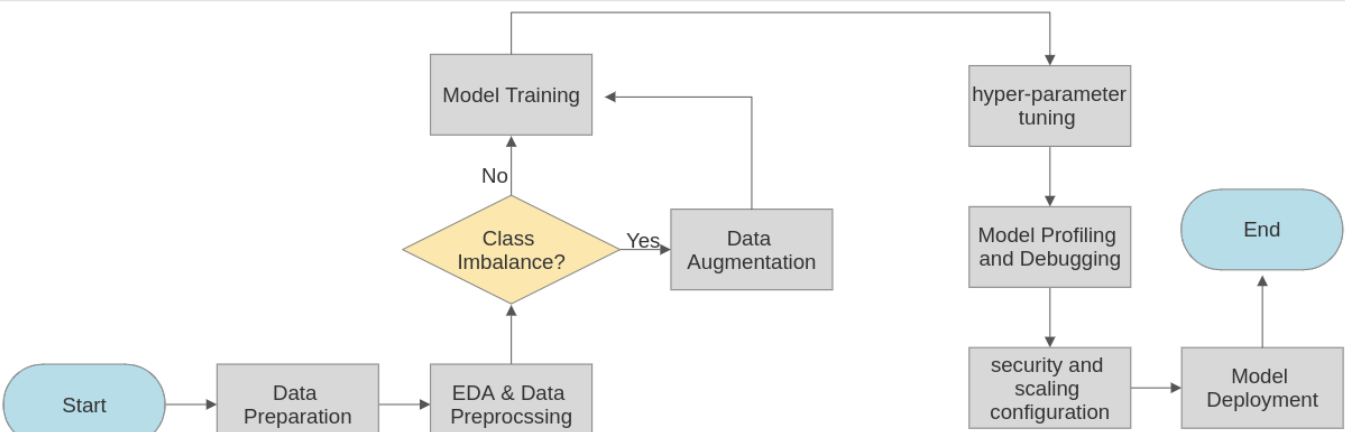 Start
Data
Preparation
EDA & Data
Preprocssing
Class
Imbalance?
No
Yes
Data
Augmentation
Model Training
hyper-parameter
tuning
Model Profiling
and Debugging
security and
scaling
configuration
Model
Deployment
End